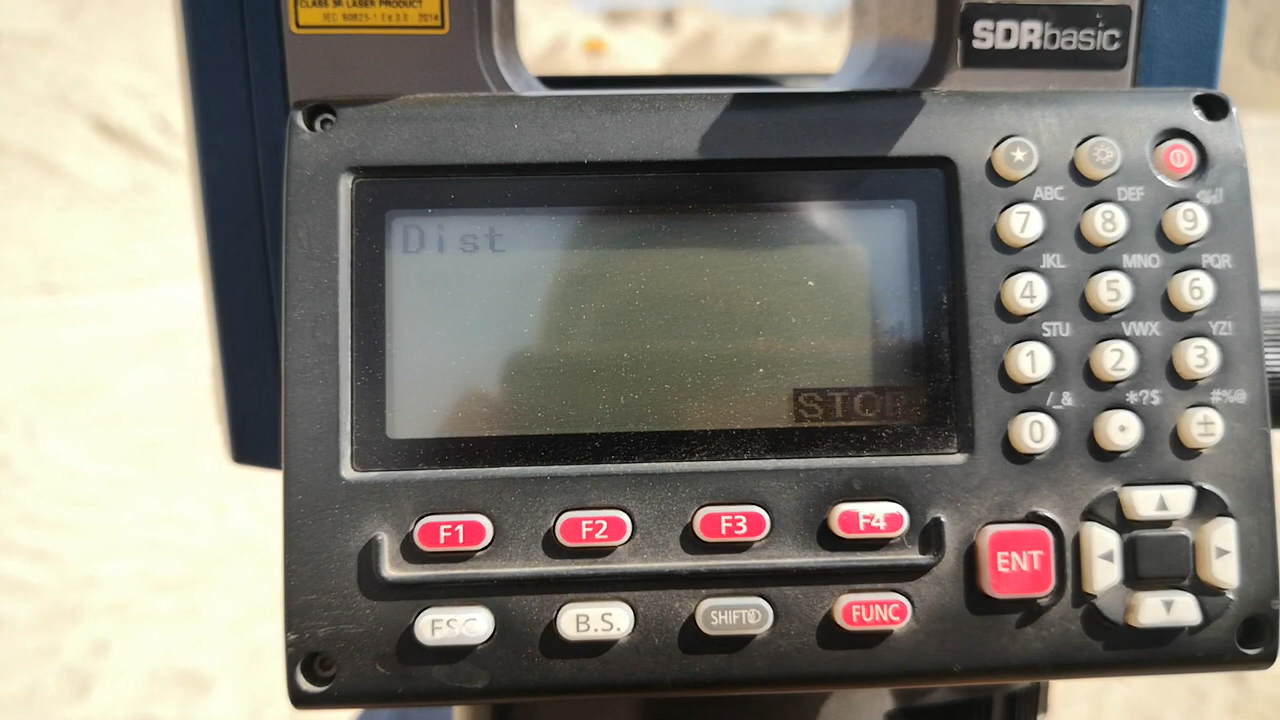 CLASS 3R LASER PRODUCT
IEC 60825-1 Ed.3.0 2014
SDRbasic
Dist
STOP
ABC DEF
7 8 9
JKL MNO PQR
4 5 6
STU VWX YZ!
1 2 3
/_& *?$ #%@
0 • ±
F1 F2 F3 F4
ENT
ESC B.S. SHIFT FUNC